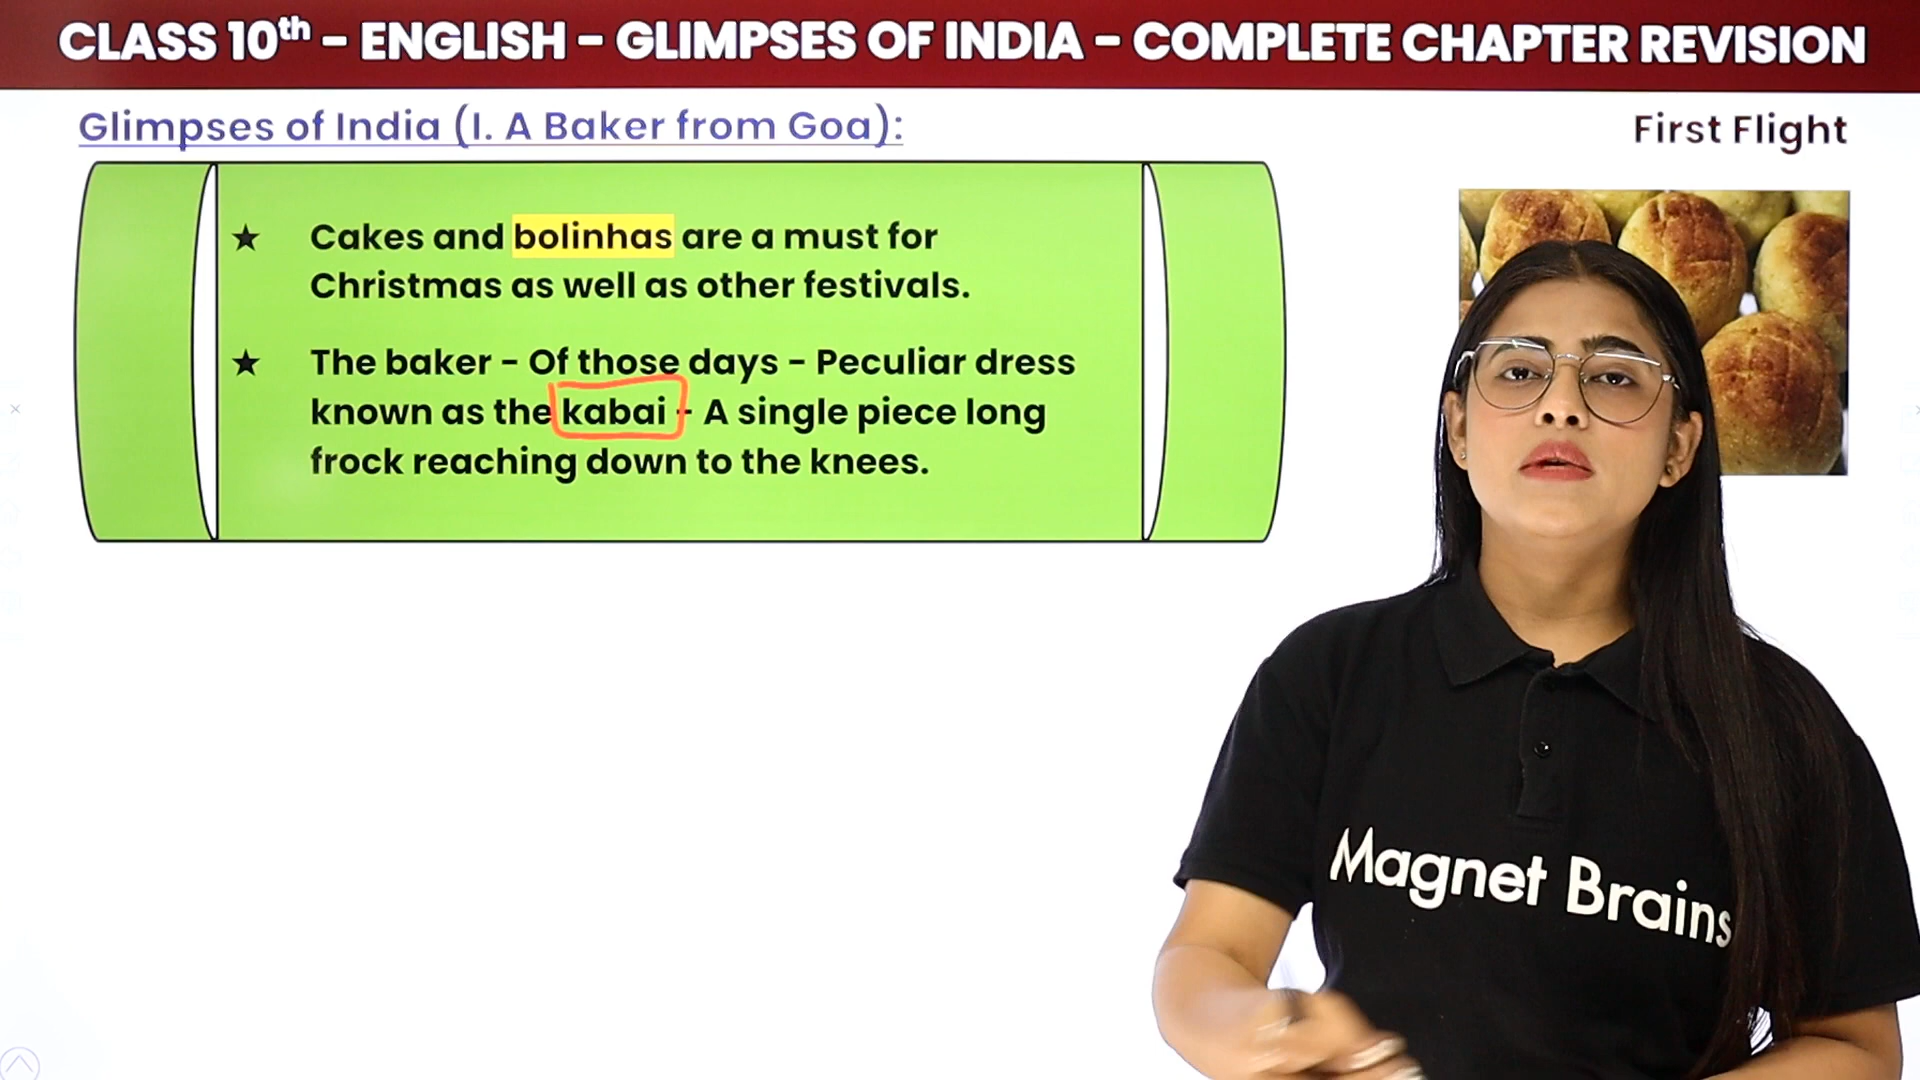 CLASS 10th - ENGLISH - GLIMPSES OF INDIA - COMPLETE CHAPTER REVISION
Glimpses of India (I. A Baker from Goa):
First Flight
★ Cakes and bolinhas are a must for
Christmas as well as other festivals.
★ The baker - Of those days - Peculiar dress
known as the kabai - A single piece long
frock reaching down to the knees.
Magnet Brains